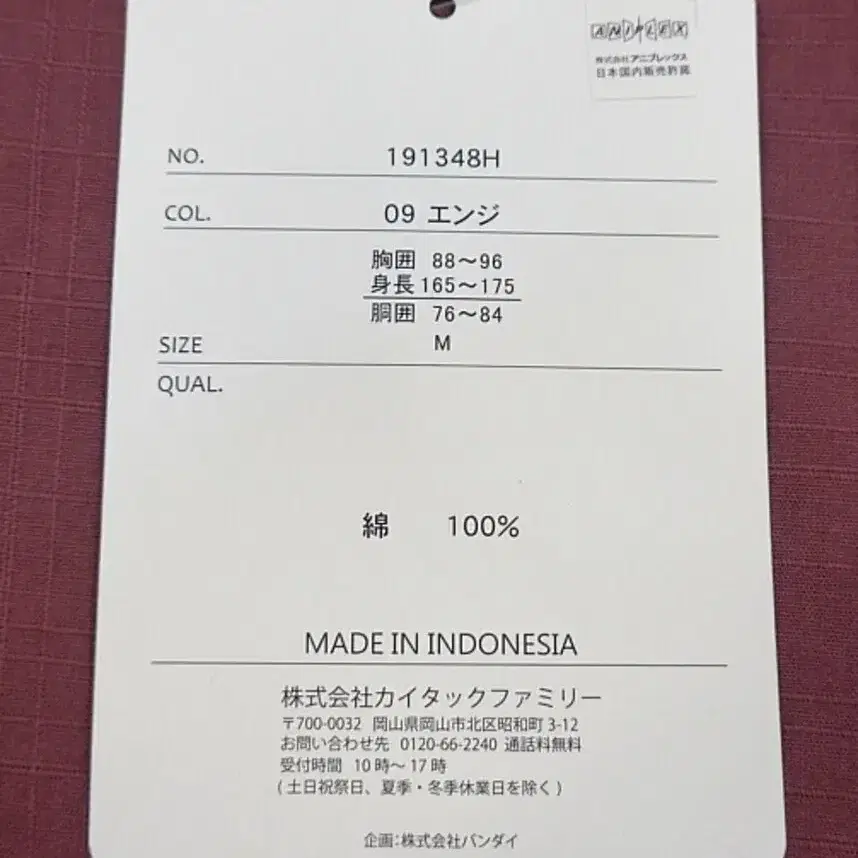 ANIPLEX
株式会社アニプレックス
日本国内販売許諾
NO. 191348H
COL. 09 エンジ
胸囲 88～96
身長 165～175
胴囲 76～84
SIZE M
QUAL.
綿 100%
MADE IN INDONESIA
株式会社カイタックファミリー
〒700-0032 岡山県岡山市北区昭和町 3-12
お問い合わせ先 0120-66-2240 通話料無料
受付時間 10 時～ 17 時
( 土日祝祭日、夏季・冬季休業日を除く )
企画:株式会社バンダイ